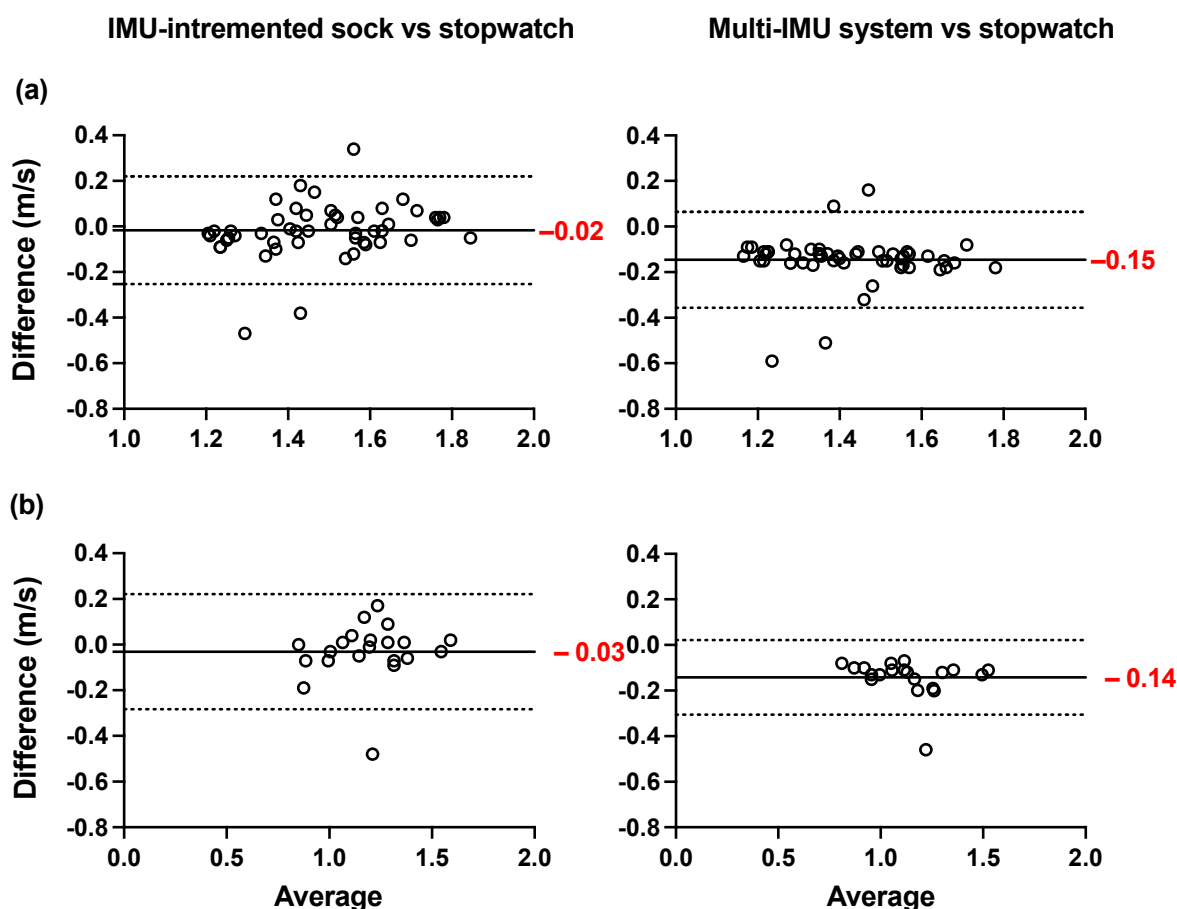 IMU-intremented sock vs stopwatch
Multi-IMU system vs stopwatch
(a)
Difference (m/s)
0.4
0.2
0.0
-0.2
-0.4
-0.6
-0.8
1.0 1.2 1.4 1.6 1.8 2.0
–0.02
0.4
0.2
0.0
-0.2
-0.4
-0.6
-0.8
1.0 1.2 1.4 1.6 1.8 2.0
–0.15
(b)
Difference (m/s)
0.4
0.2
0.0
-0.2
-0.4
-0.6
-0.8
0.0 0.5 1.0 1.5 2.0
Average
– 0.03
0.4
0.2
0.0
-0.2
-0.4
-0.6
-0.8
0.0 0.5 1.0 1.5 2.0
Average
– 0.14